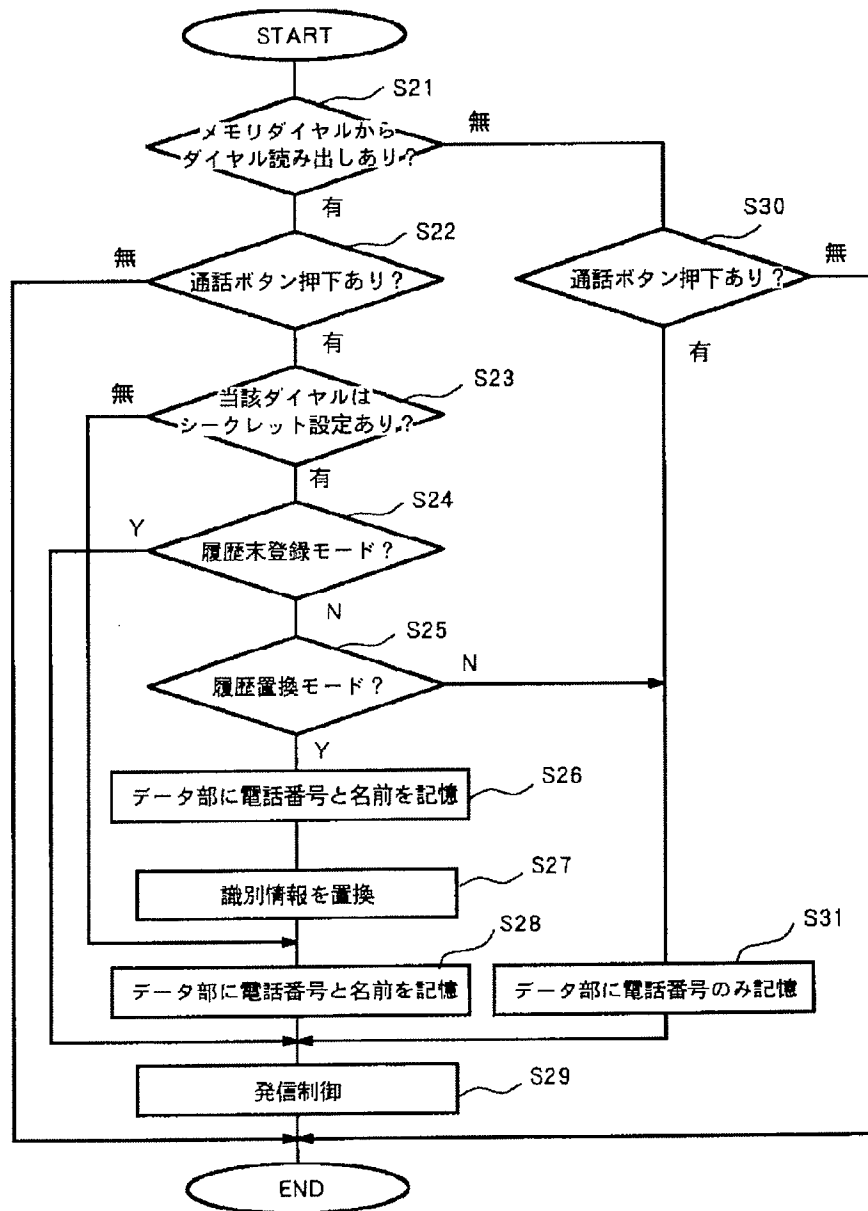 START
S21
メモリダイヤルから
ダイヤル読み出しあり?
無
有
S22
通話ボタン押下あり?
無
有
S30
通話ボタン押下あり?
無
有
S23
当該ダイヤルは
シークレット設定あり?
無
有
S24
履歴末登録モード?
Y
N
S25
履歴置換モード?
N
Y
S26
データ部に電話番号と名前を記憶
S27
識別情報を置換
S28
データ部に電話番号と名前を記憶
S31
データ部に電話番号のみ記憶
S29
発信制御
END